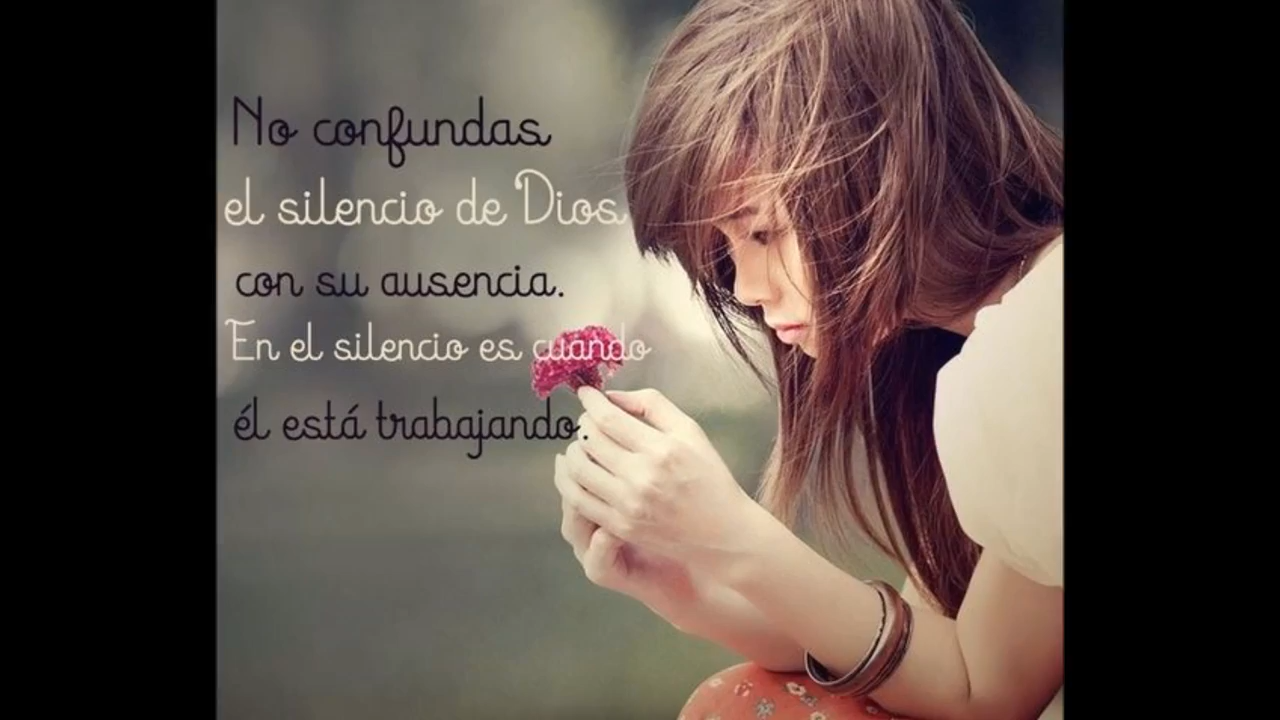 No confundas
el silencio de Dios
con su ausencia.
En el silencio es cuando
él está trabajando.